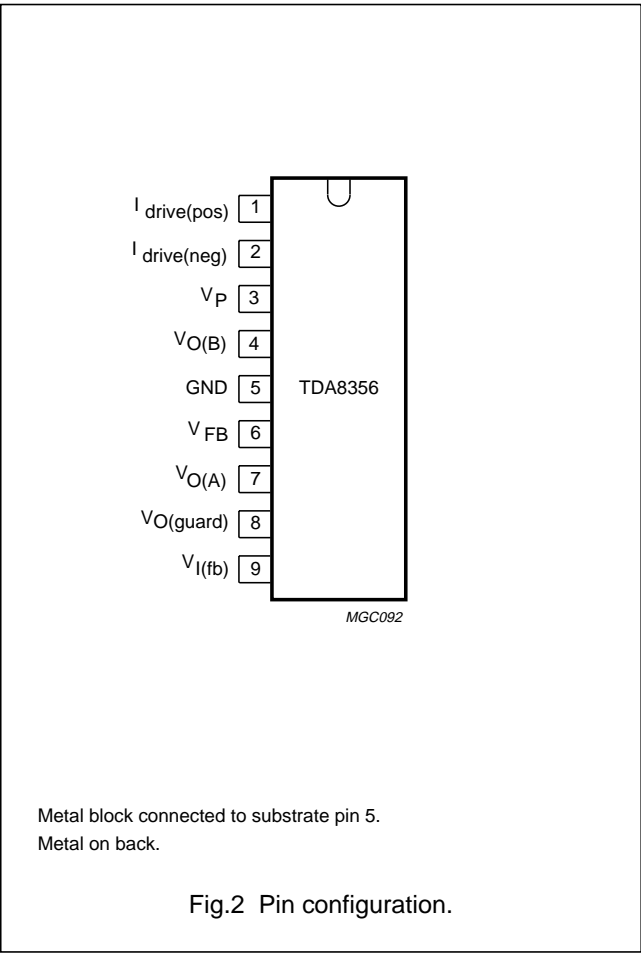 I drive(pos) 1
I drive(neg) 2
VP 3
VO(B) 4
GND 5 TDA8356
VFB 6
VO(A) 7
VO(guard) 8
VI(fb) 9
MGC092
Metal block connected to substrate pin 5.
Metal on back.
Fig.2 Pin configuration.